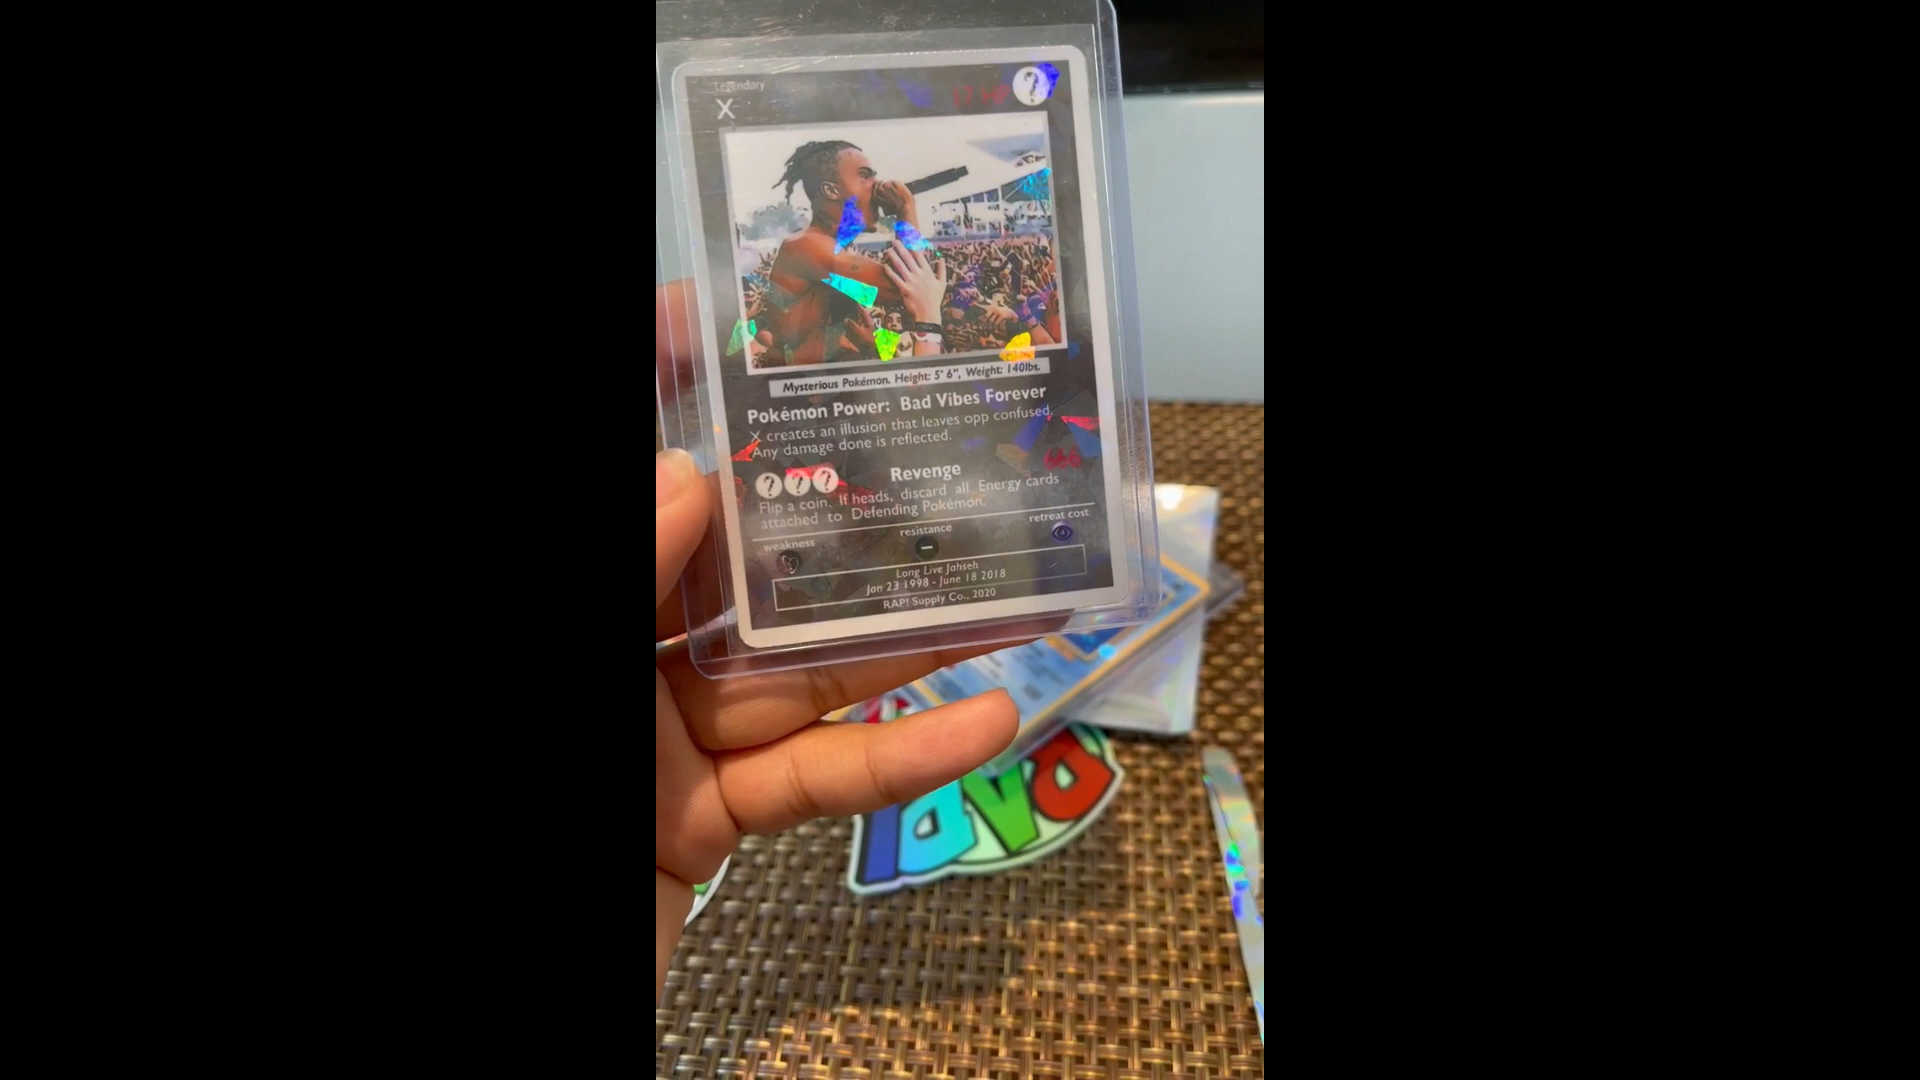 Legendary
X
17 HP
?
Mysterious Pokémon. Height: 5' 6", Weight: 140lbs.
Pokémon Power: Bad Vibes Forever
X creates an illusion that leaves opp confused.
Any damage done is reflected.
? ? ? Revenge 666
Flip a coin. If heads, discard all Energy cards
attached to Defending Pokémon.
weakness resistance retreat cost
Long Live Jahseh
Jan 23 1998 - June 18 2018
RAP! Supply Co., 2020
RAP!